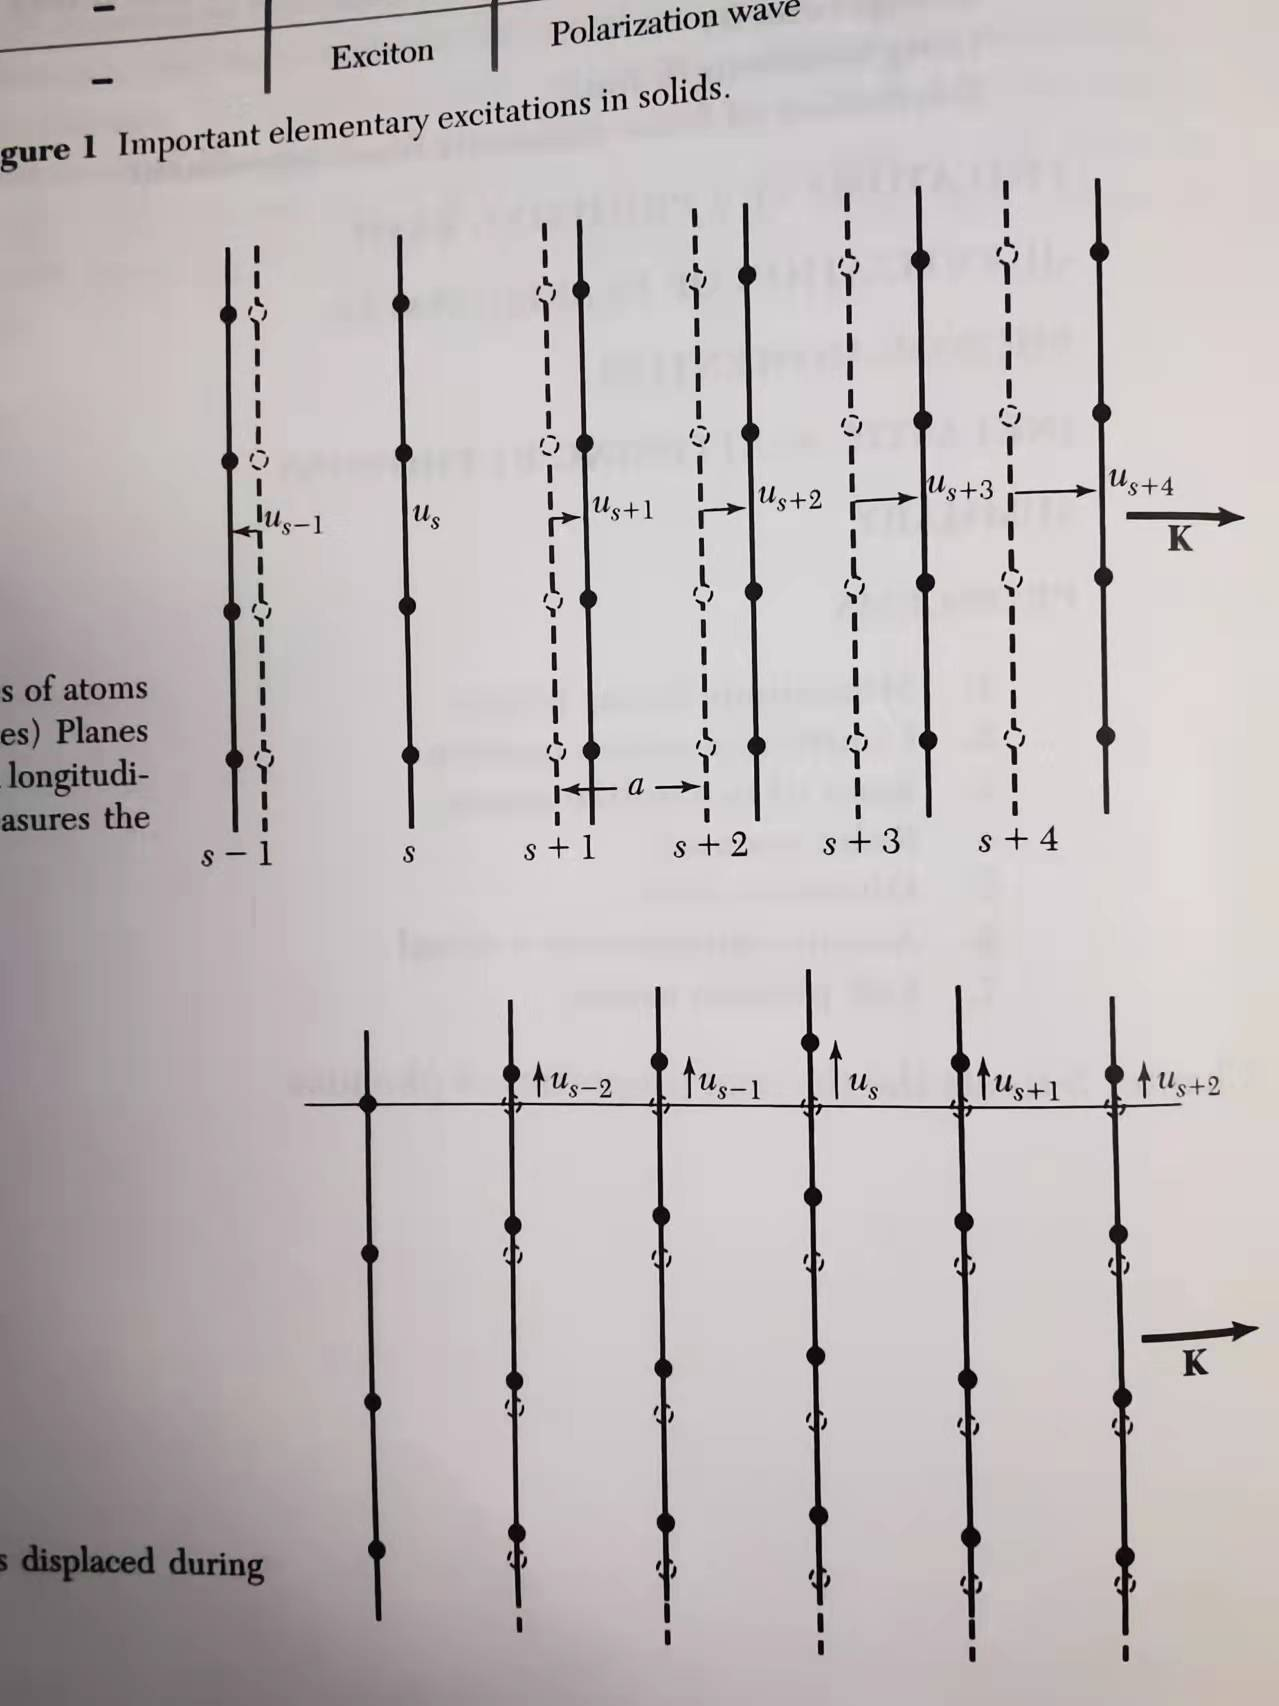 Exciton
Polarization wave
gure 1 Important elementary excitations in solids.
u_{s−1}
u_s
u_{s+1}
u_{s+2}
u_{s+3}
u_{s+4}
K
s of atoms
es) Planes
longitudi-
asures the
a
s − 1
s
s + 1
s + 2
s + 3
s + 4
u_{s−2}
u_{s−1}
u_s
u_{s+1}
u_{s+2}
K
s displaced during